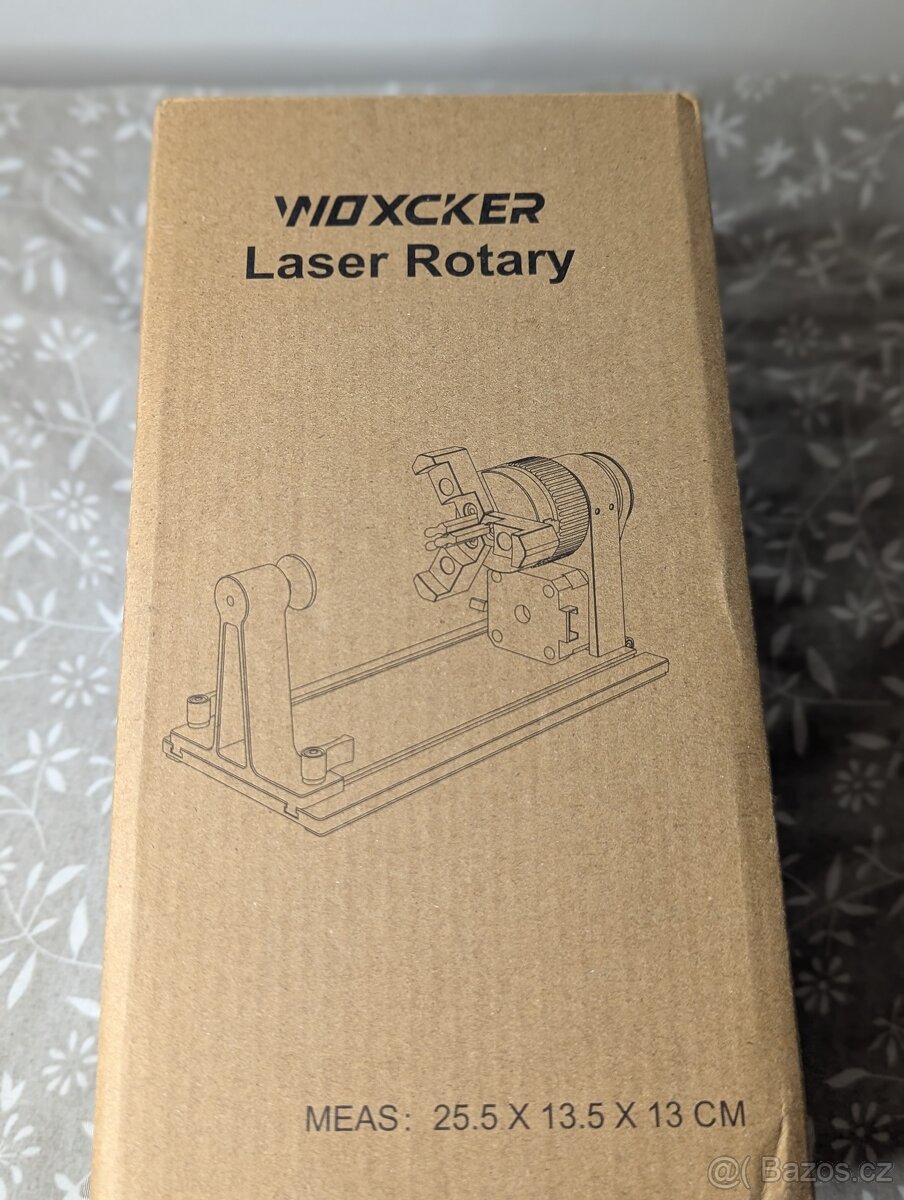 WOXCKER
Laser Rotary
MEAS: 25.5 X 13.5 X 13 CM
@( Bazos.cz